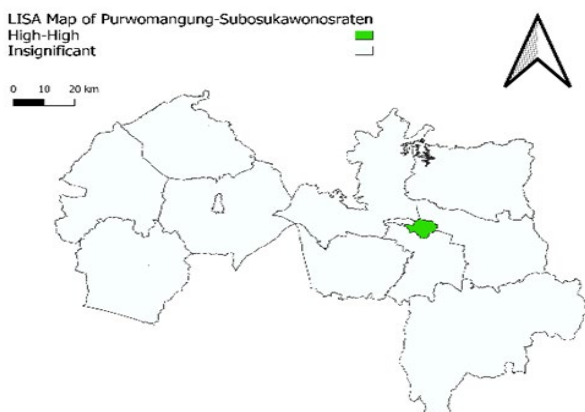 LISA Map of Purwomangung-Subosukawonosraten
High-High
Insignificant
0 10 20 km